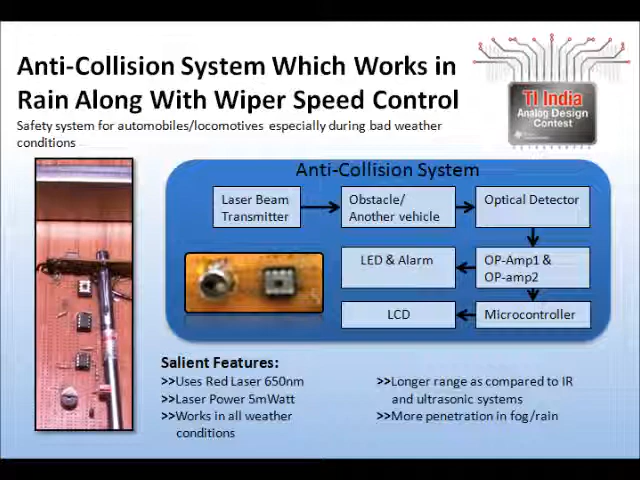 Anti-Collision System Which Works in
Rain Along With Wiper Speed Control
Safety system for automobiles/locomotives especially during bad weather
conditions
TI India
Analog Design
Contest
Anti-Collision System
Laser Beam
Transmitter
Obstacle/
Another vehicle
Optical Detector
LED & Alarm
OP-Amp1 &
OP-amp2
LCD
Microcontroller
Salient Features:
>>Uses Red Laser 650nm
>>Laser Power 5mWatt
>>Works in all weather
conditions
>>Longer range as compared to IR
and ultrasonic systems
>>More penetration in fog/rain